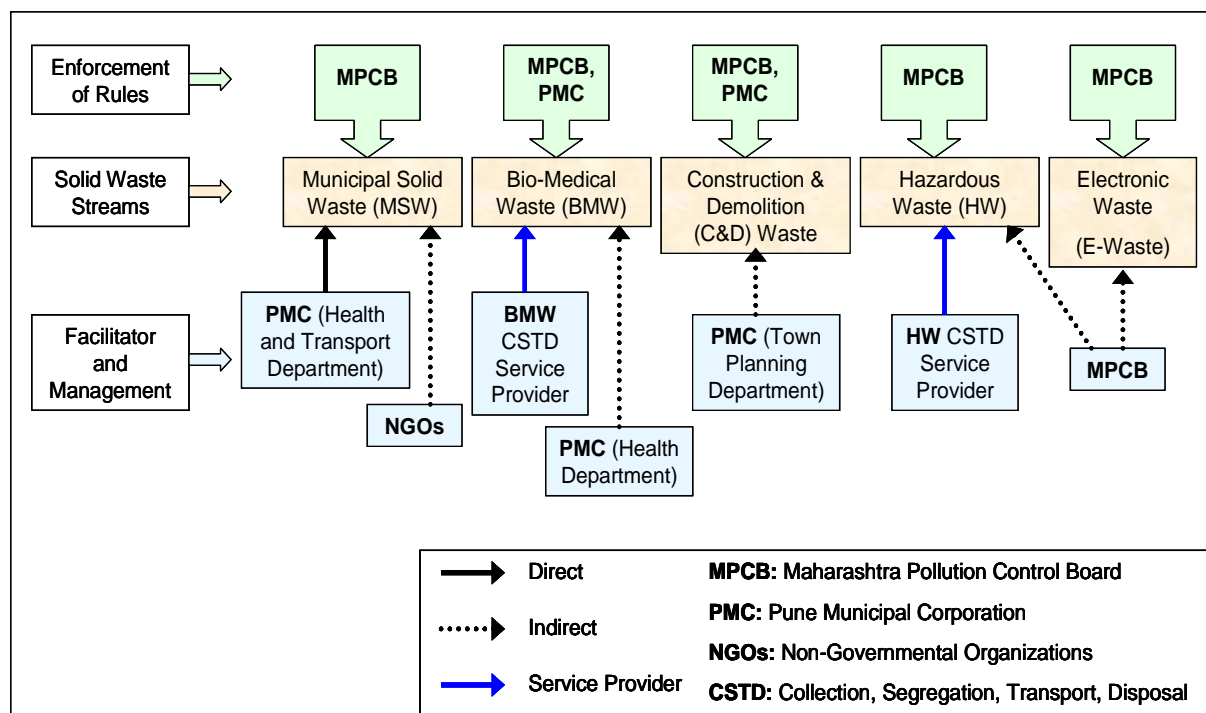 Enforcement
of Rules
MPCB
MPCB,
PMC
MPCB,
PMC
MPCB
MPCB
Solid Waste
Streams
Municipal Solid
Waste (MSW)
Bio-Medical
Waste (BMW)
Construction &
Demolition
(C&D) Waste
Hazardous
Waste (HW)
Electronic
Waste
(E-Waste)
Facilitator
and
Management
PMC (Health
and Transport
Department)
NGOs
BMW
CSTD
Service
Provider
PMC (Health
Department)
PMC (Town
Planning
Department)
HW CSTD
Service
Provider
MPCB
Direct
Indirect
Service Provider
MPCB: Maharashtra Pollution Control Board
PMC: Pune Municipal Corporation
NGOs: Non-Governmental Organizations
CSTD: Collection, Segregation, Transport, Disposal